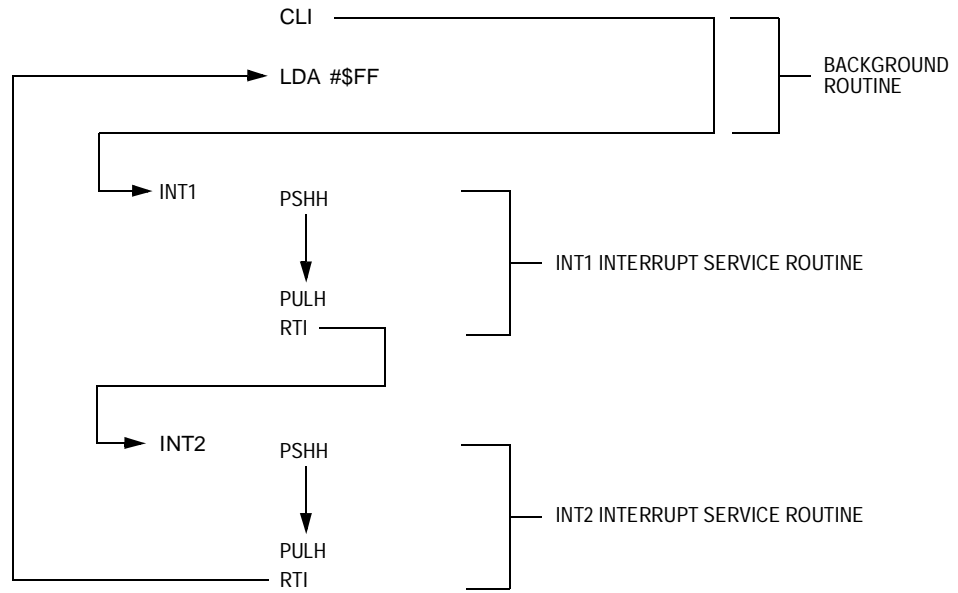 CLI
LDA #$FF
BACKGROUND
ROUTINE
INT1
PSHH
INT1 INTERRUPT SERVICE ROUTINE
PULH
RTI
INT2
PSHH
INT2 INTERRUPT SERVICE ROUTINE
PULH
RTI